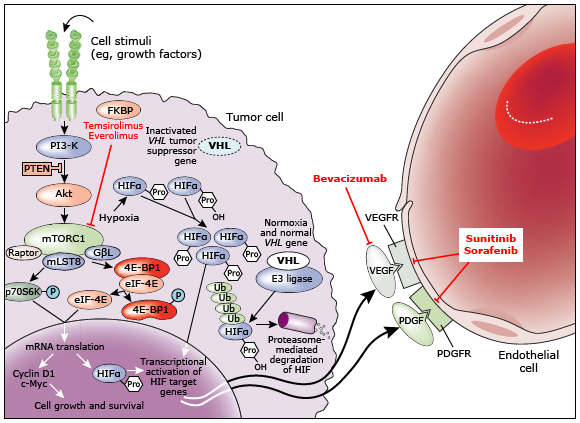 Cell stimuli
(eg, growth factors)
FKBP
Temsirolimus
Everolimus
Tumor cell
Inactivated
VHL tumor
suppressor
gene
VHL
PI3-K
PTEN
Akt
HIFα
Pro
HIFα
Pro
OH
Hypoxia
mTORC1
Raptor
mLST8
GβL
HIFα
HIFα
HIFα
HIFα
Pro
Normoxia
and normal
VHL gene
VHL
E3 ligase
4E-BP1
eIF-4E
p70S6K
P
eIF-4E
4E-BP1
P
Ub
Ub
Ub
Ub
HIFα
Pro
OH
Proteasome-
mediated
degradation
of HIF
mRNA translation
Cyclin D1
c-Myc
HIFα
Pro
Transcriptional
activation of
HIF target
genes
Cell growth and survival
Bevacizumab
VEGFR
VEGF
Sunitinib
Sorafenib
PDGF
PDGFR
Endothelial
cell